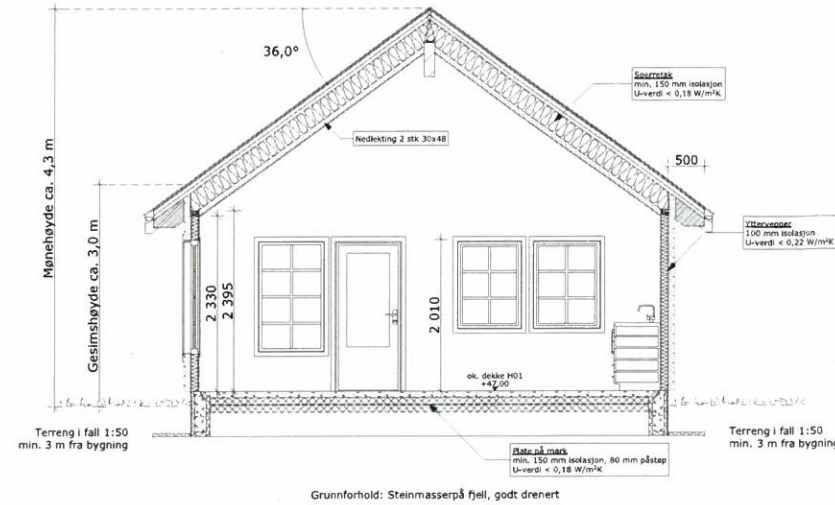 36,0°
Sperretak
min. 150 mm isolasjon
U-verdi < 0,18 W/m²K
Nedlekting 2 stk 30x48
500
Mønehøyde ca. 4,3 m
Gesimshøyde ca. 3,0 m
Yttervegger
100 mm isolasjon
U-verdi < 0,22 W/m²K
2 330
2 395
2 010
ok. dekke H01
+47,00
Terreng i fall 1:50
min. 3 m fra bygning
Terreng i fall 1:50
min. 3 m fra bygning
Plate på mark
min. 150 mm isolasjon, 80 mm påstøp
U-verdi < 0,18 W/m²K
Grunnforhold: Steinmasserpå fjell, godt drenert